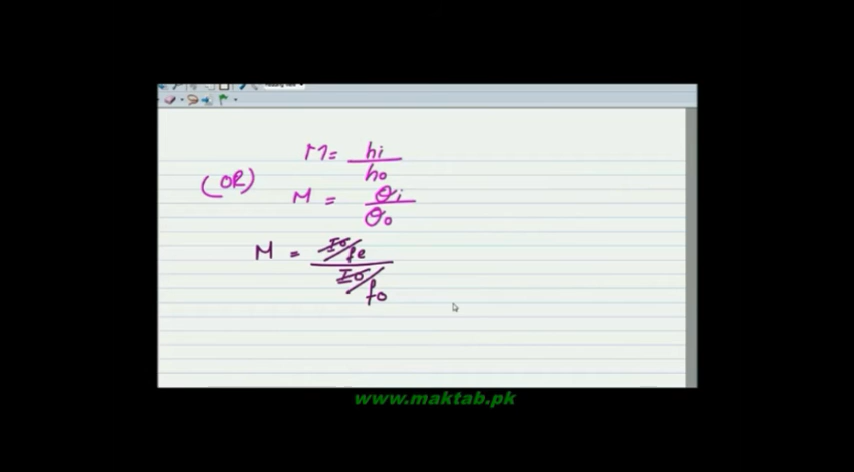 M = hi / ho
(OR)
M = θi / θo
M = Io/fe / Io/fo
www.maktab.pk